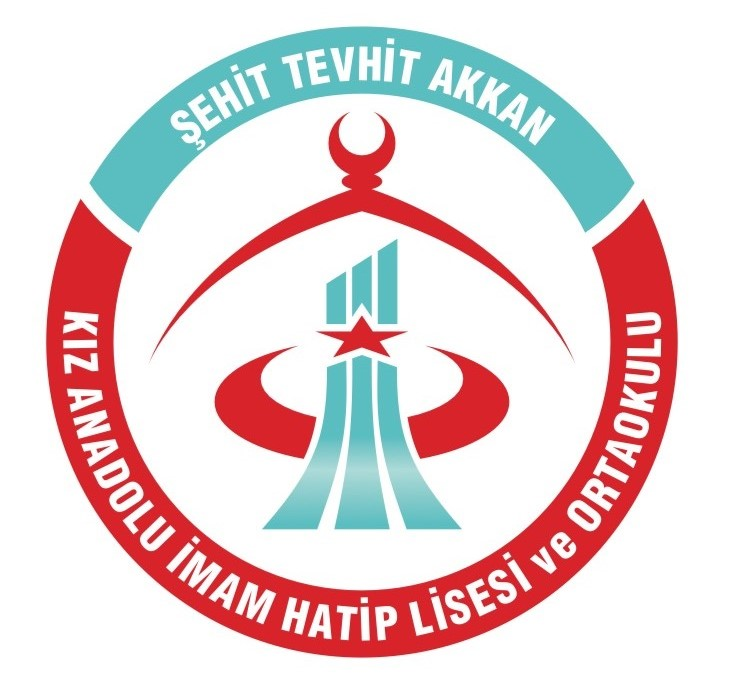 ŞEHİT TEVHİT AKKAN
KIZ ANADOLU İMAM HATİP LİSESİ ve ORTAOKULU